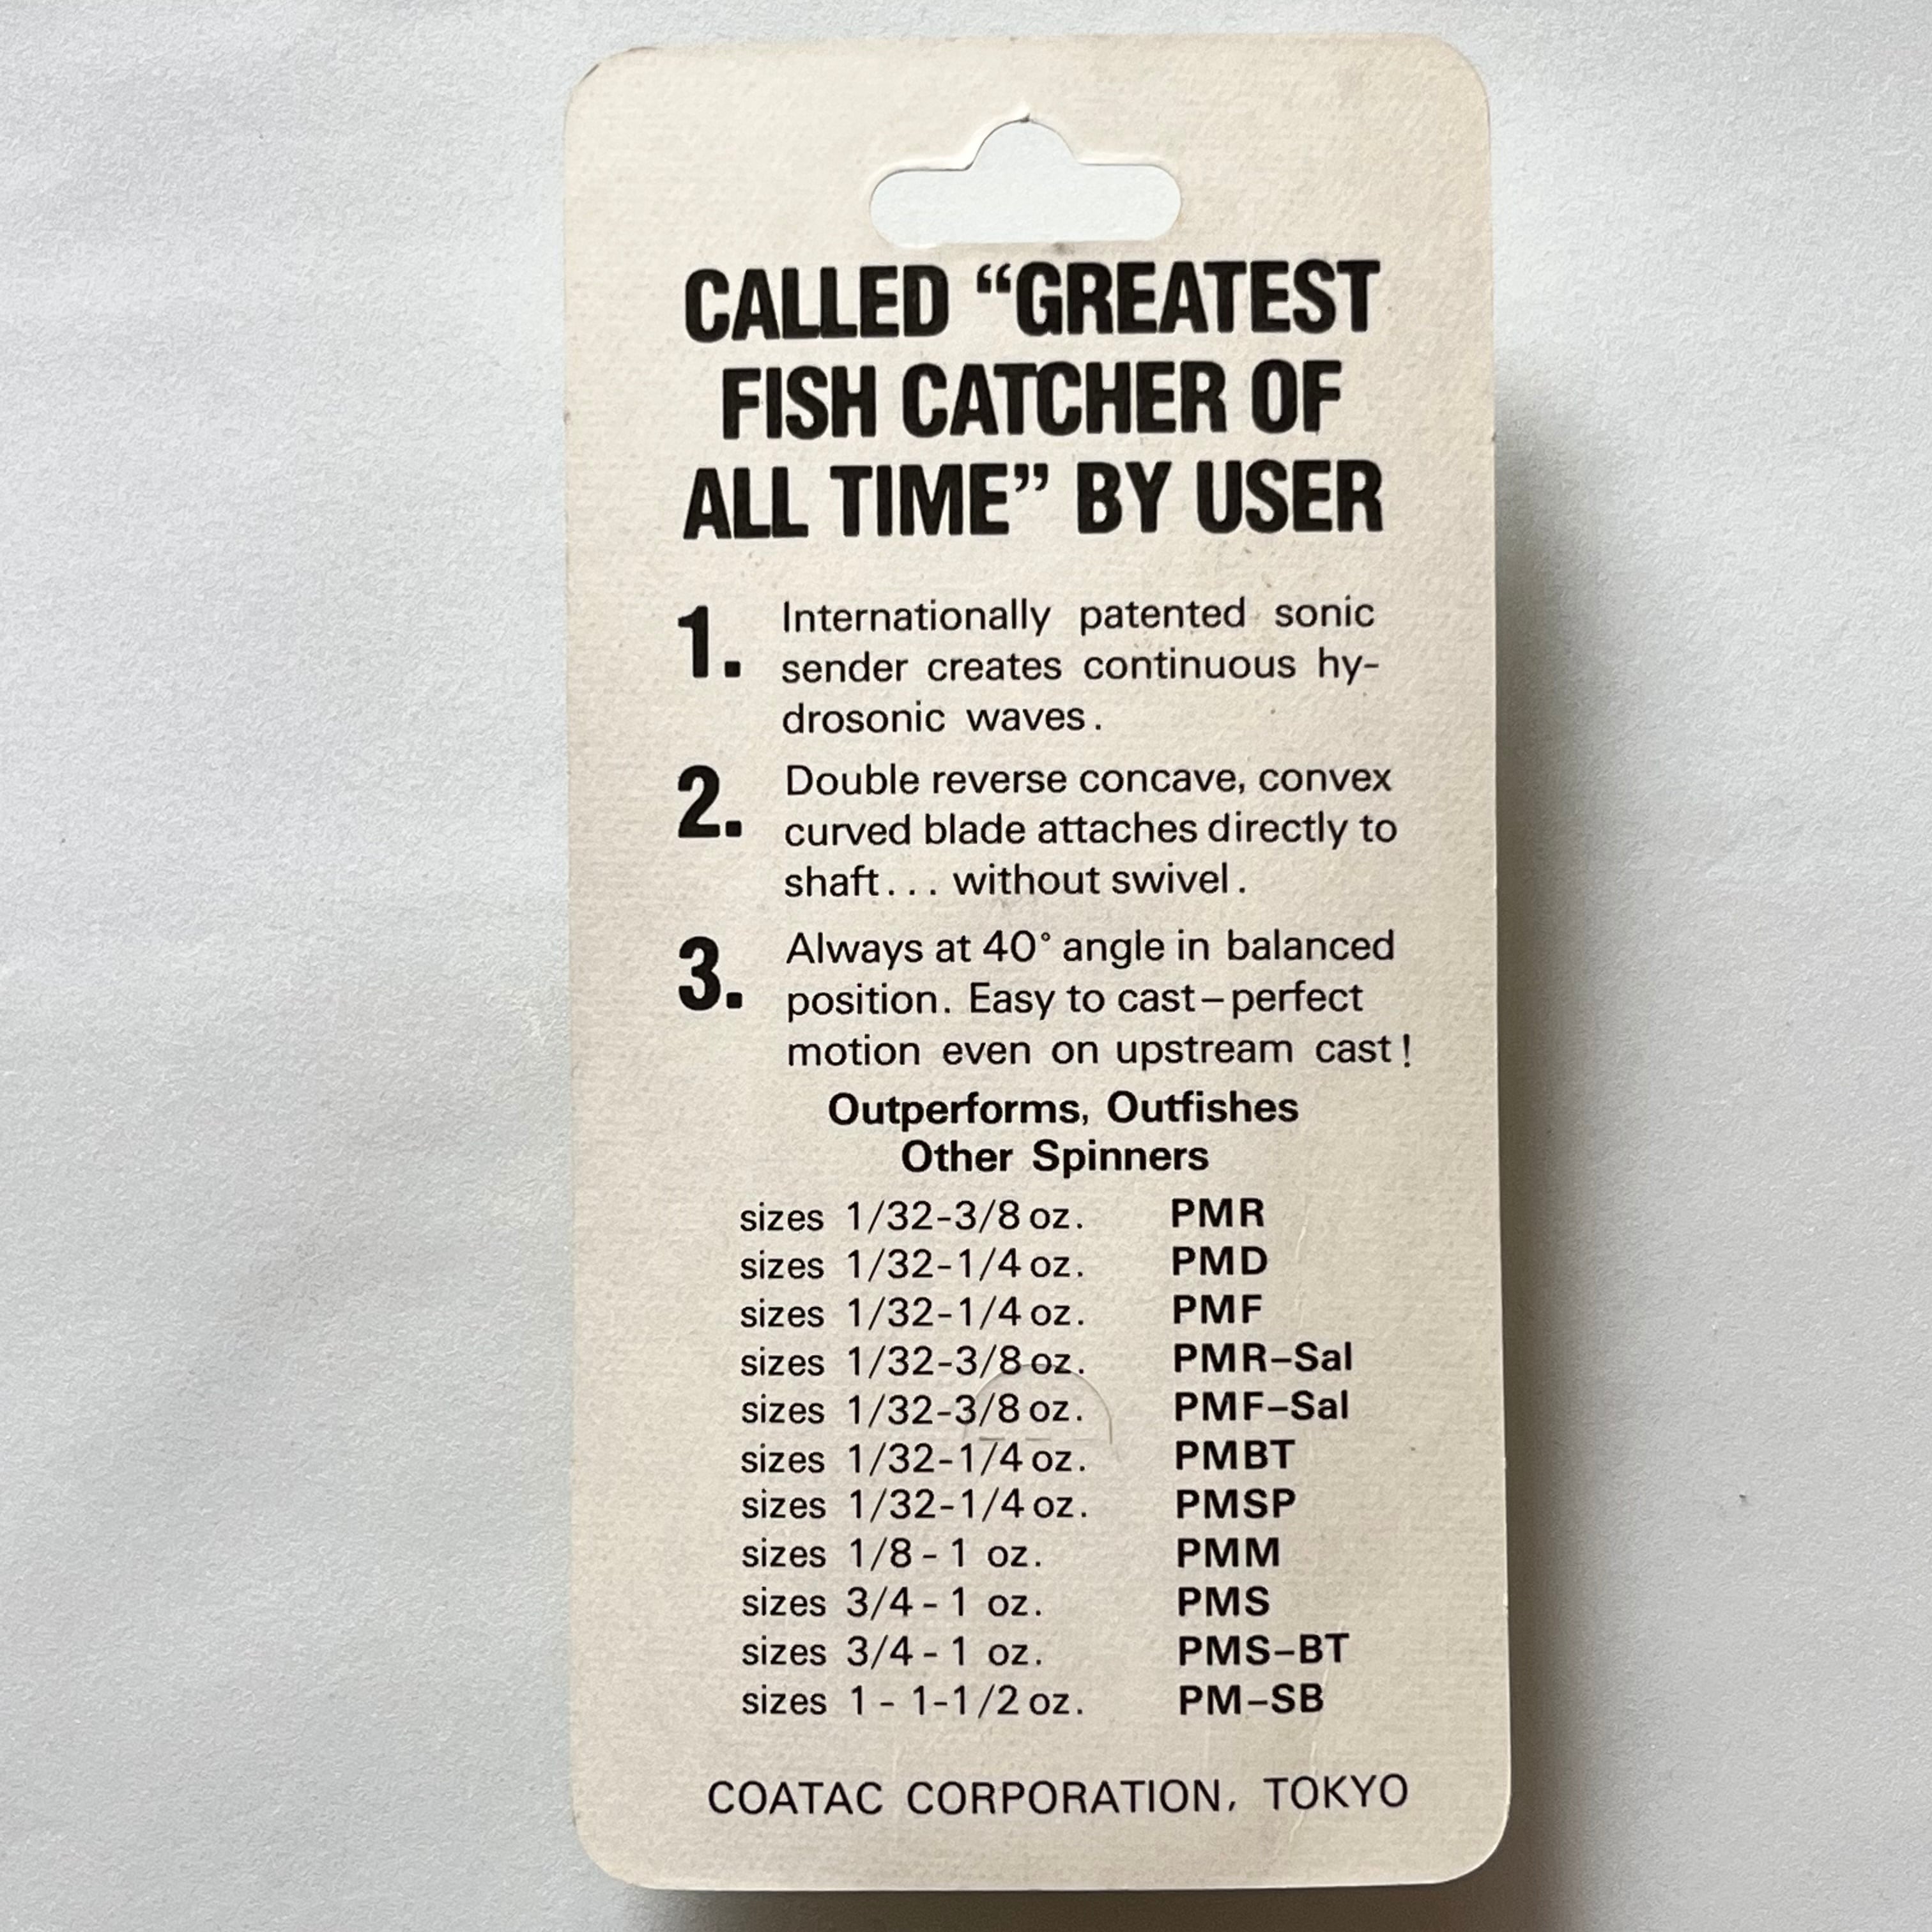 CALLED “GREATEST
FISH CATCHER OF
ALL TIME” BY USER
1. Internationally patented sonic
sender creates continuous hy-
drosonic waves.
2. Double reverse concave, convex
curved blade attaches directly to
shaft... without swivel.
3. Always at 40° angle in balanced
position. Easy to cast–perfect
motion even on upstream cast!
Outperforms, Outfishes
Other Spinners
sizes 1/32-3/8 oz. PMR
sizes 1/32-1/4 oz. PMD
sizes 1/32-1/4 oz. PMF
sizes 1/32-3/8 oz. PMR–Sal
sizes 1/32-3/8 oz. PMF–Sal
sizes 1/32-1/4 oz. PMBT
sizes 1/32-1/4 oz. PMSP
sizes 1/8 - 1 oz. PMM
sizes 3/4 - 1 oz. PMS
sizes 3/4 - 1 oz. PMS–BT
sizes 1 - 1-1/2 oz. PM–SB
COATAC CORPORATION, TOKYO